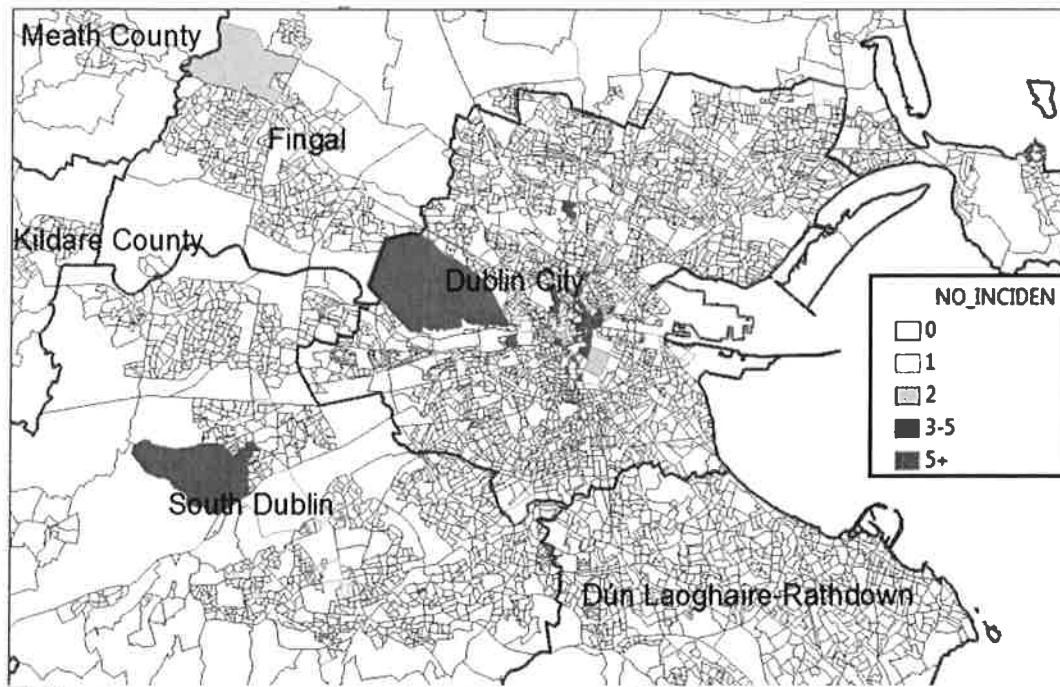 Meath County
Fingal
Kildare County
Dublin City
South Dublin
Dún Laoghaire-Rathdown
NO_INCIDEN
0
1
2
3-5
5+